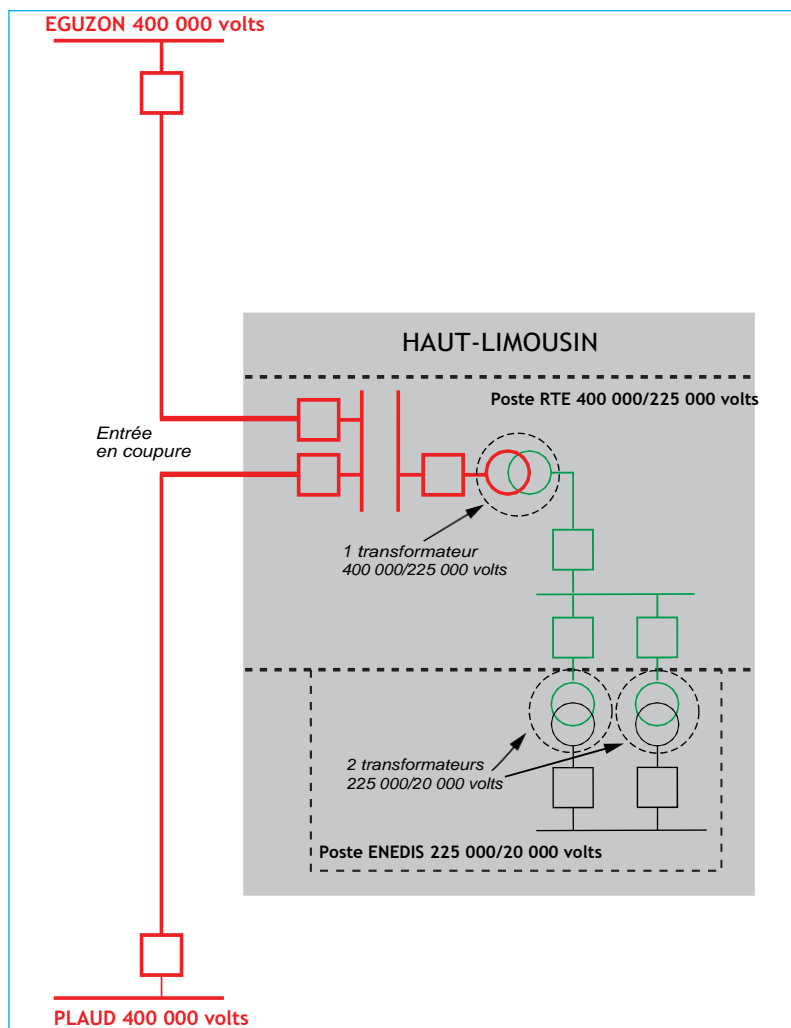 EGUZON 400 000 volts
HAUT-LIMOUSIN
Poste RTE 400 000/225 000 volts
Entrée
en coupure
1 transformateur
400 000/225 000 volts
2 transformateurs
225 000/20 000 volts
Poste ENEDIS 225 000/20 000 volts
PLAUD 400 000 volts